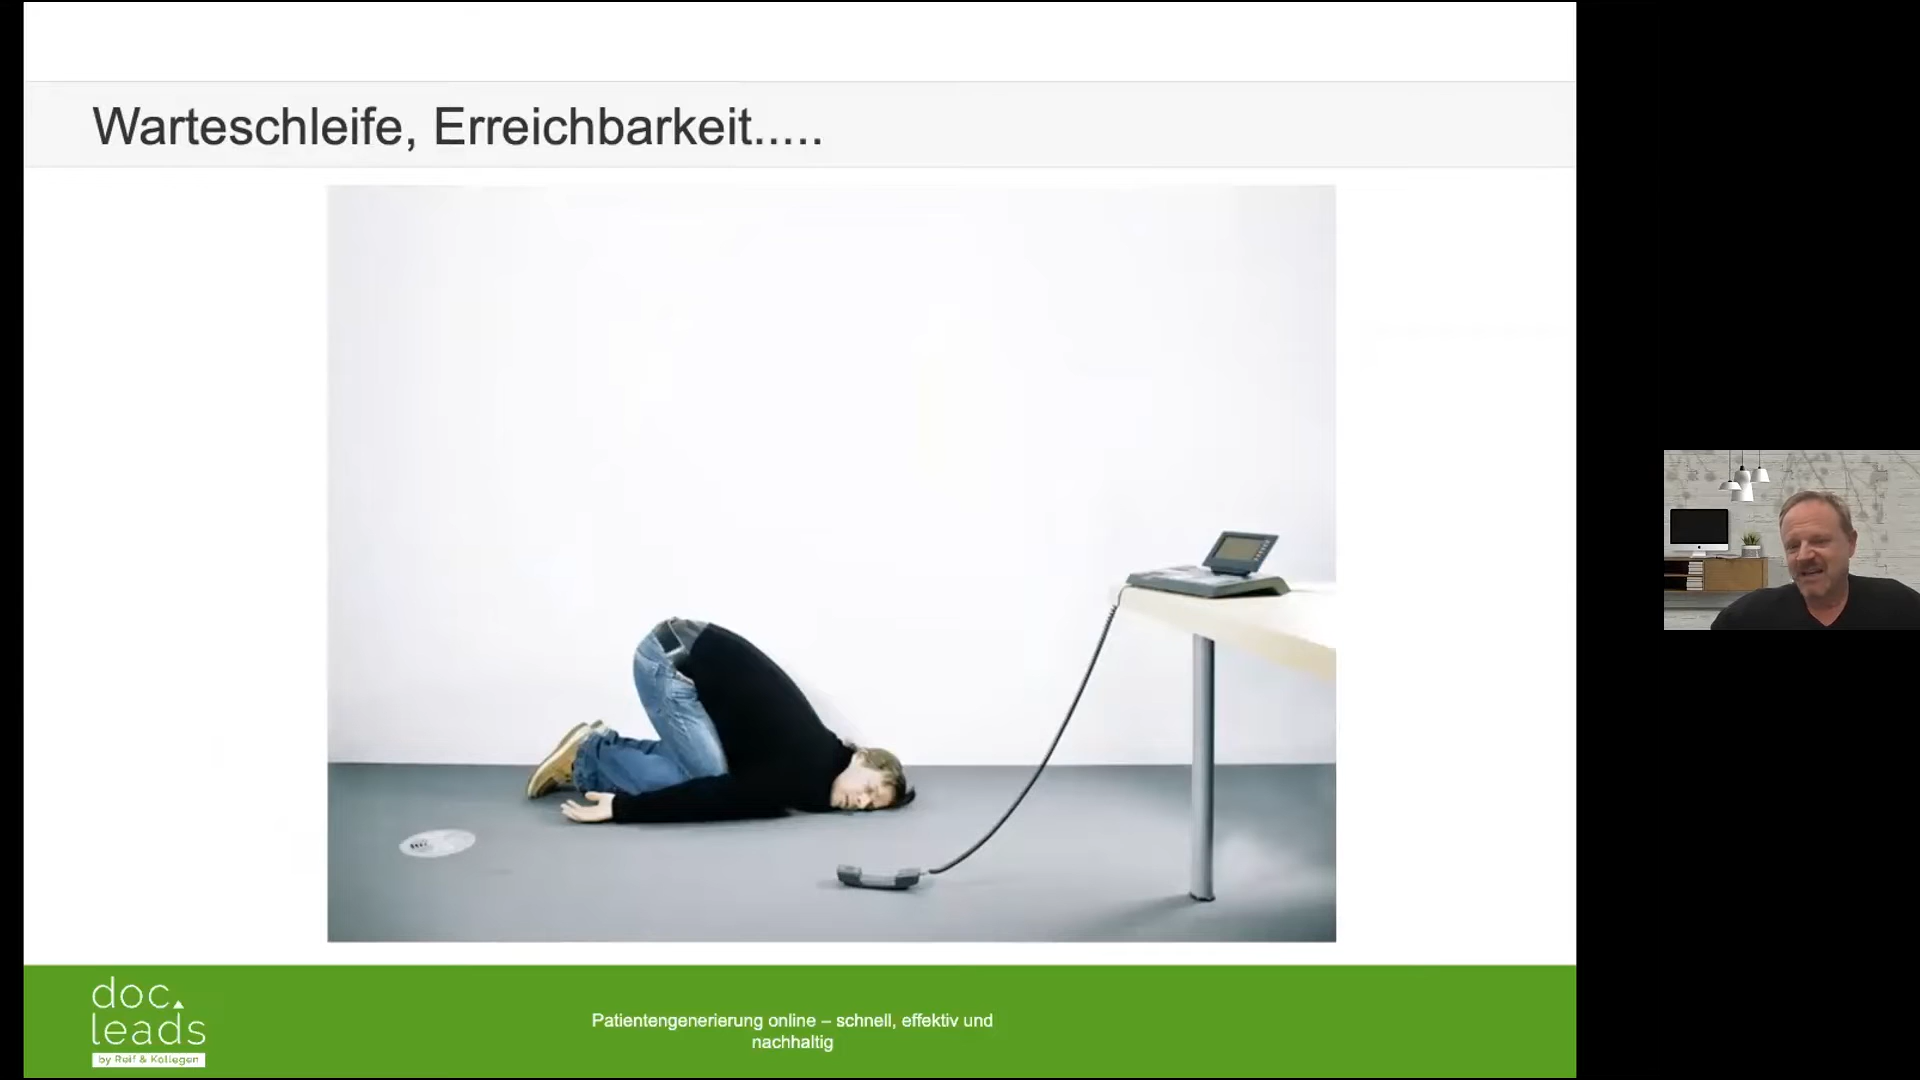 Warteschleife, Erreichbarkeit.....
doc.
leads
by Reif & Kollegen
Patientengenerierung online – schnell, effektiv und
nachhaltig